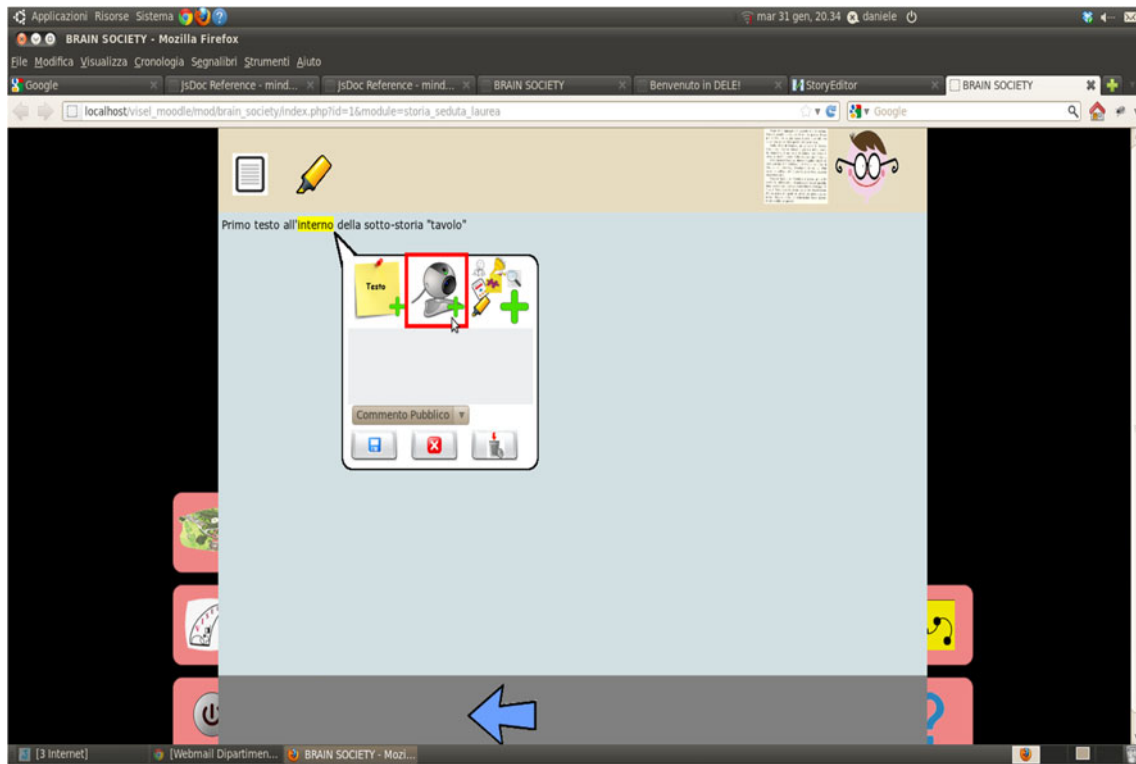 Applicazioni Risorse Sistema
mar 31 gen, 20.34 daniele
BRAIN SOCIETY - Mozilla Firefox
File Modifica Visualizza Cronologia Segnalibri Strumenti Aiuto
Google JsDoc Reference - mind... JsDoc Reference - mind... BRAIN SOCIETY Benvenuto in DELE! StoryEditor BRAIN SOCIETY
localhost/visel_moodle/mod/brain_society/index.php?id=1&module=storia_seduta_laurea Google
Primo testo all'interno della sotto-storia "tavolo"
Testo
Commento Pubblico
[3 Internet] [Webmail Dipartimen... BRAIN SOCIETY - Mozi...